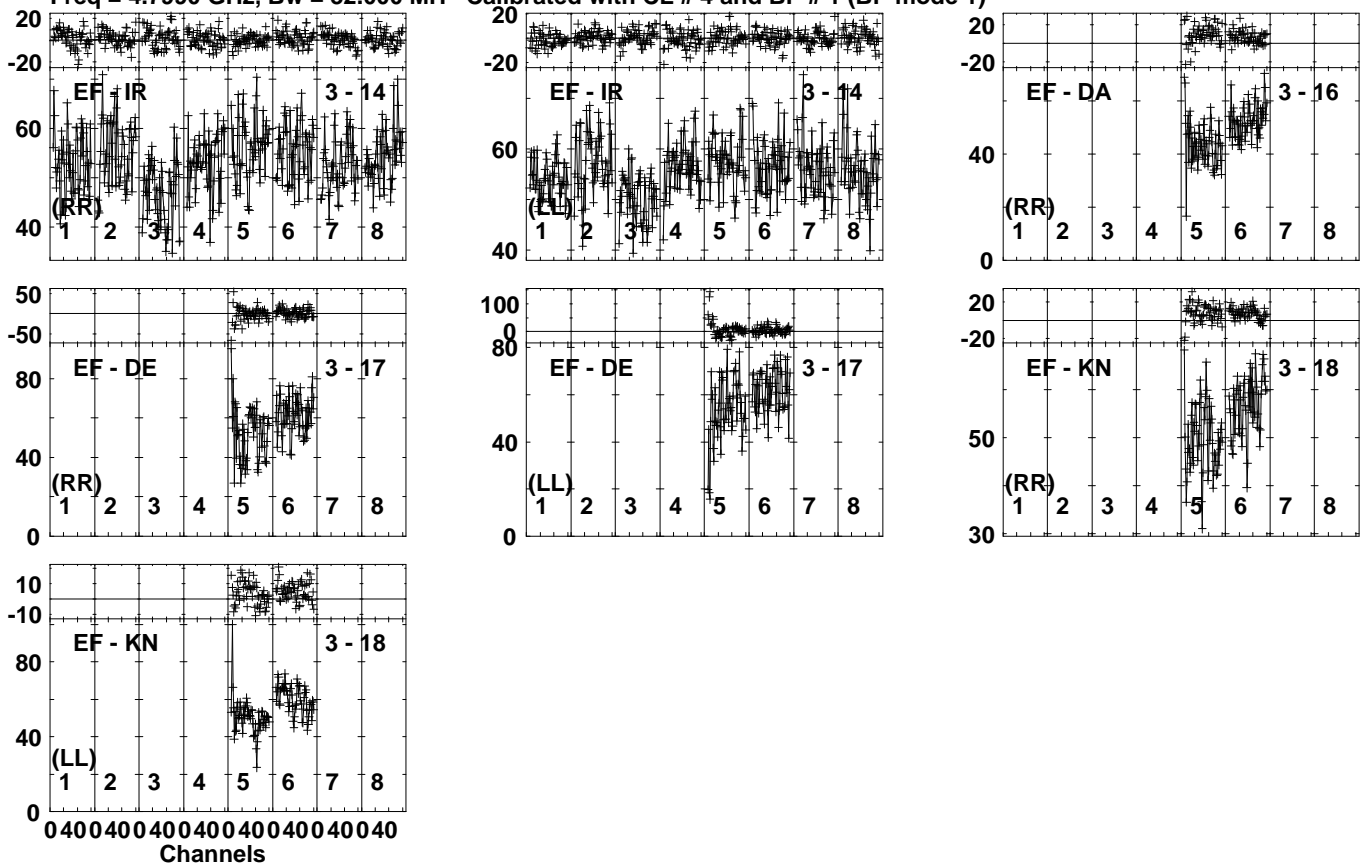 20
-20
EF - IR 3 - 14
60
40
(RR)
1 2 3 4 5 6 7 8
20
-20
EF - IR 3 - 14
60
40
(LL)
1 2 3 4 5 6 7 8
20
-20
EF - DA 3 - 16
40
0
(RR)
1 2 3 4 5 6 7 8
50
-50
EF - DE 3 - 17
80
40
0
(RR)
1 2 3 4 5 6 7 8
100
0
80
EF - DE 3 - 17
40
0
(LL)
1 2 3 4 5 6 7 8
20
-20
EF - KN 3 - 18
50
30
(RR)
1 2 3 4 5 6 7 8
10
-10
EF - KN 3 - 18
80
40
0
(LL)
1 2 3 4 5 6 7 8
0 40 0 40 0 40 0 40 0 40 0 40 0 40 0 40
Channels